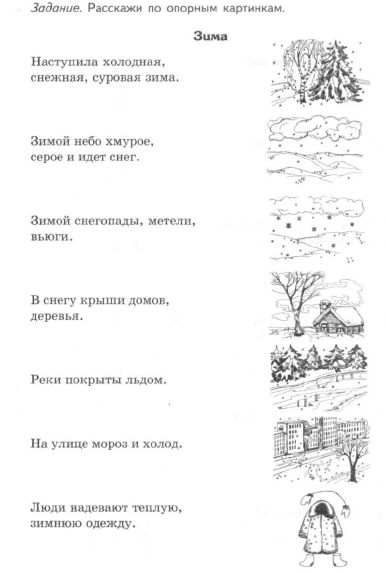 Задание. Расскажи по опорным картинкам.
Зима
Наступила холодная,
снежная, суровая зима.
Зимой небо хмурое,
серое и идет снег.
Зимой снегопады, метели,
вьюги.
В снегу крыши домов,
деревья.
Реки покрыты льдом.
На улице мороз и холод.
Люди надевают теплую,
зимнюю одежду.